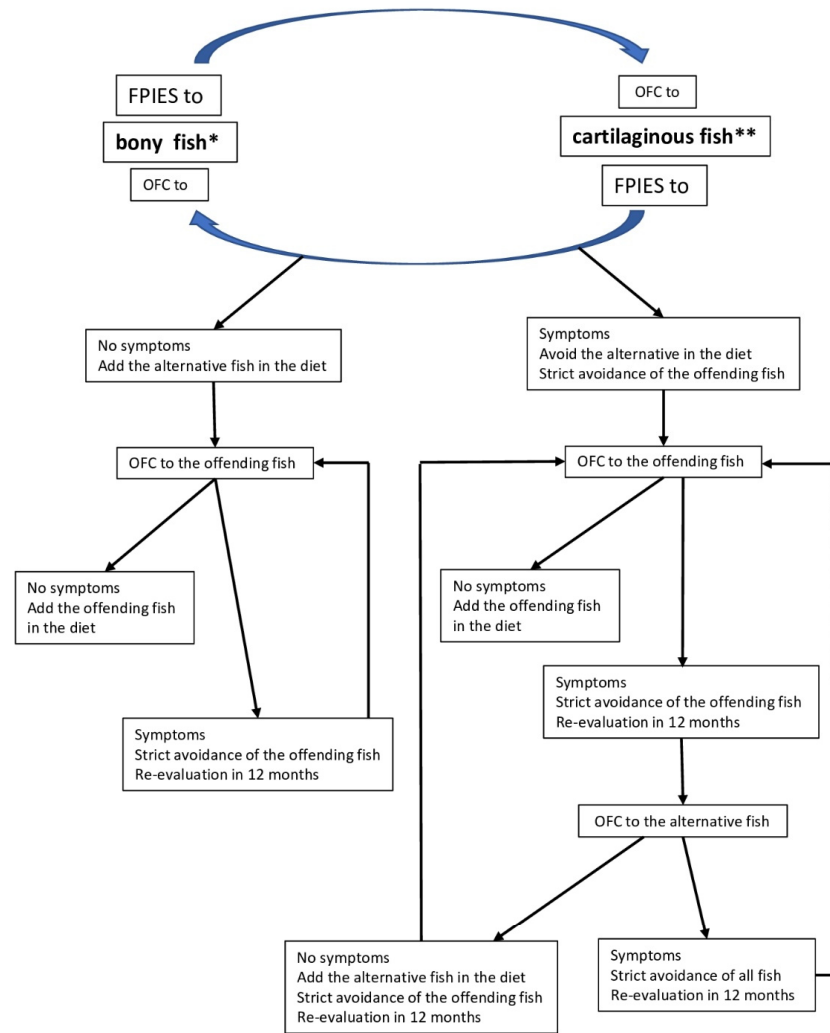 FPIES to
bony fish*
OFC to
OFC to
cartilaginous fish**
FPIES to
No symptoms
Add the alternative fish in the diet
Symptoms
Avoid the alternative in the diet
Strict avoidance of the offending fish
OFC to the offending fish
OFC to the offending fish
No symptoms
Add the offending fish
in the diet
No symptoms
Add the offending fish
in the diet
Symptoms
Strict avoidance of the offending fish
Re-evaluation in 12 months
Symptoms
Strict avoidance of the offending fish
Re-evaluation in 12 months
OFC to the alternative fish
No symptoms
Add the alternative fish in the diet
Strict avoidance of the offending fish
Re-evaluation in 12 months
Symptoms
Strict avoidance of all fish
Re-evaluation in 12 months